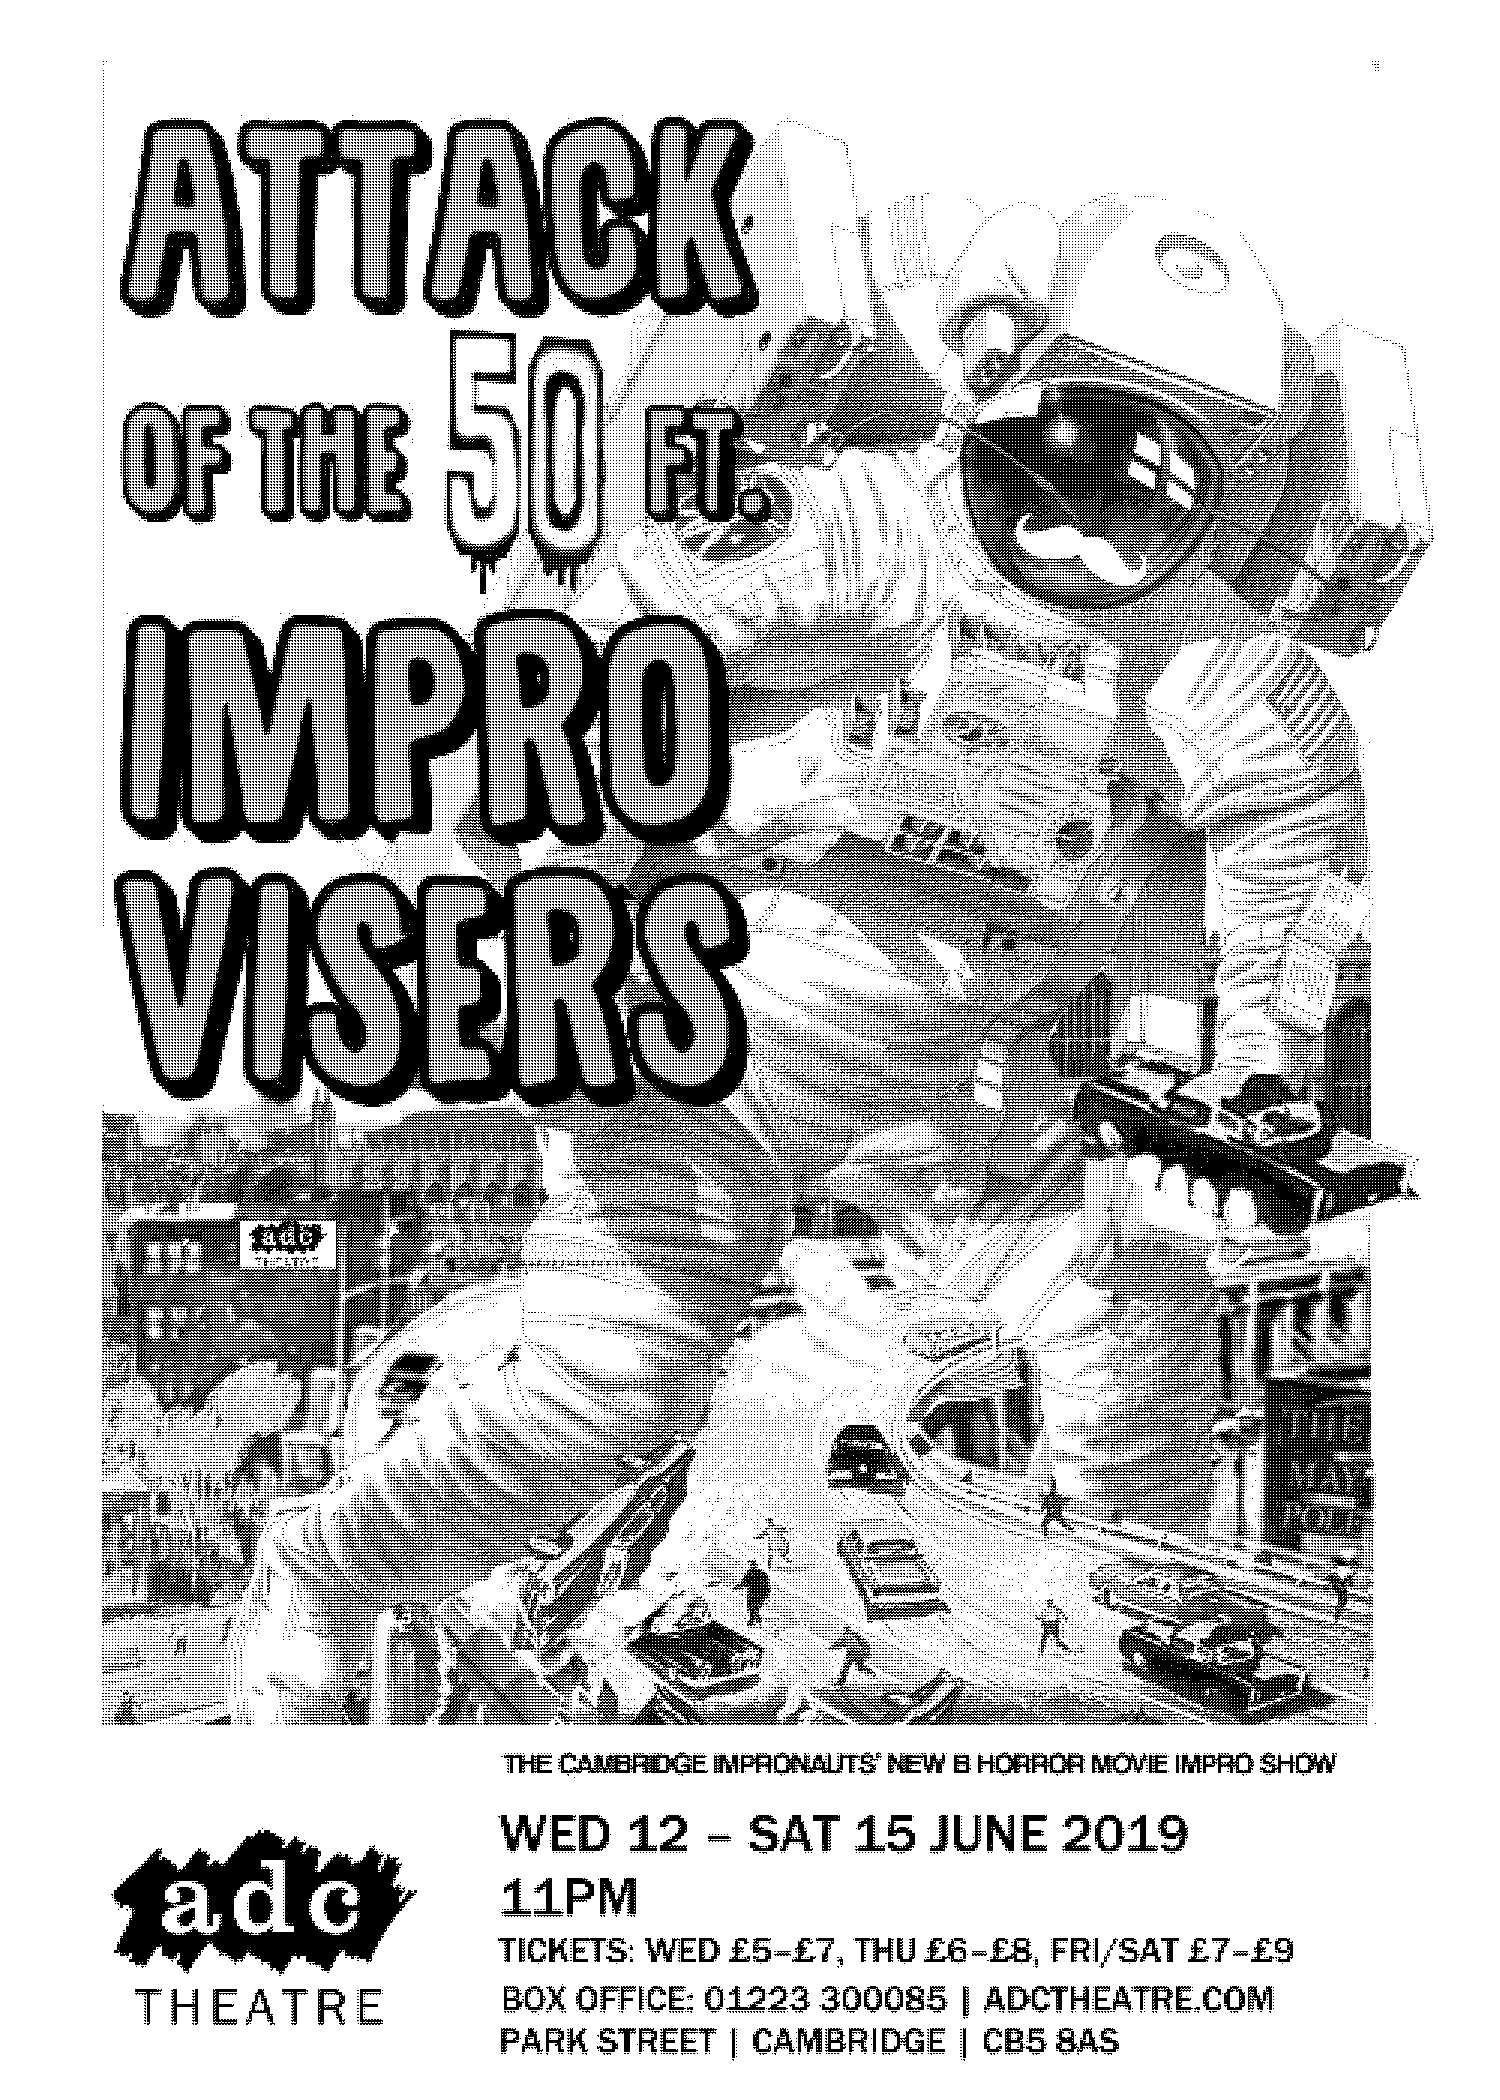 ATTACK
OF THE 50 FT.
IMPRO
VISERS
adc
THE CAMBRIDGE IMPRONAUTS' NEW B HORROR MOVIE IMPRO SHOW
WED 12 – SAT 15 JUNE 2019
11PM
adc
THEATRE
TICKETS: WED £5–£7, THU £6–£8, FRI/SAT £7–£9
BOX OFFICE: 01223 300085 | ADCTHEATRE.COM
PARK STREET | CAMBRIDGE | CB5 8AS